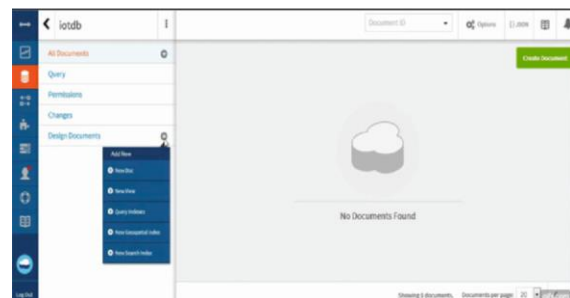 iotdb
Document ID
Options
JSON
All Documents
Query
Permissions
Changes
Design Documents
Add New
New Doc
New View
Query Indexes
New Geospatial Index
New Search Index
Create Document
No Documents Found
Showing 0 documents.
Documents per page: 20
Log Out